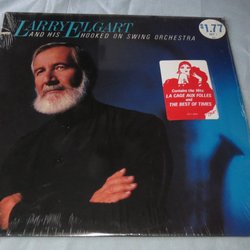 LARRY ELGART
AND HIS HOOKED ON SWING ORCHESTRA
$1.77
Contains the Hits
LA CAGE AUX FOLLES
and
THE BEST OF TIMES